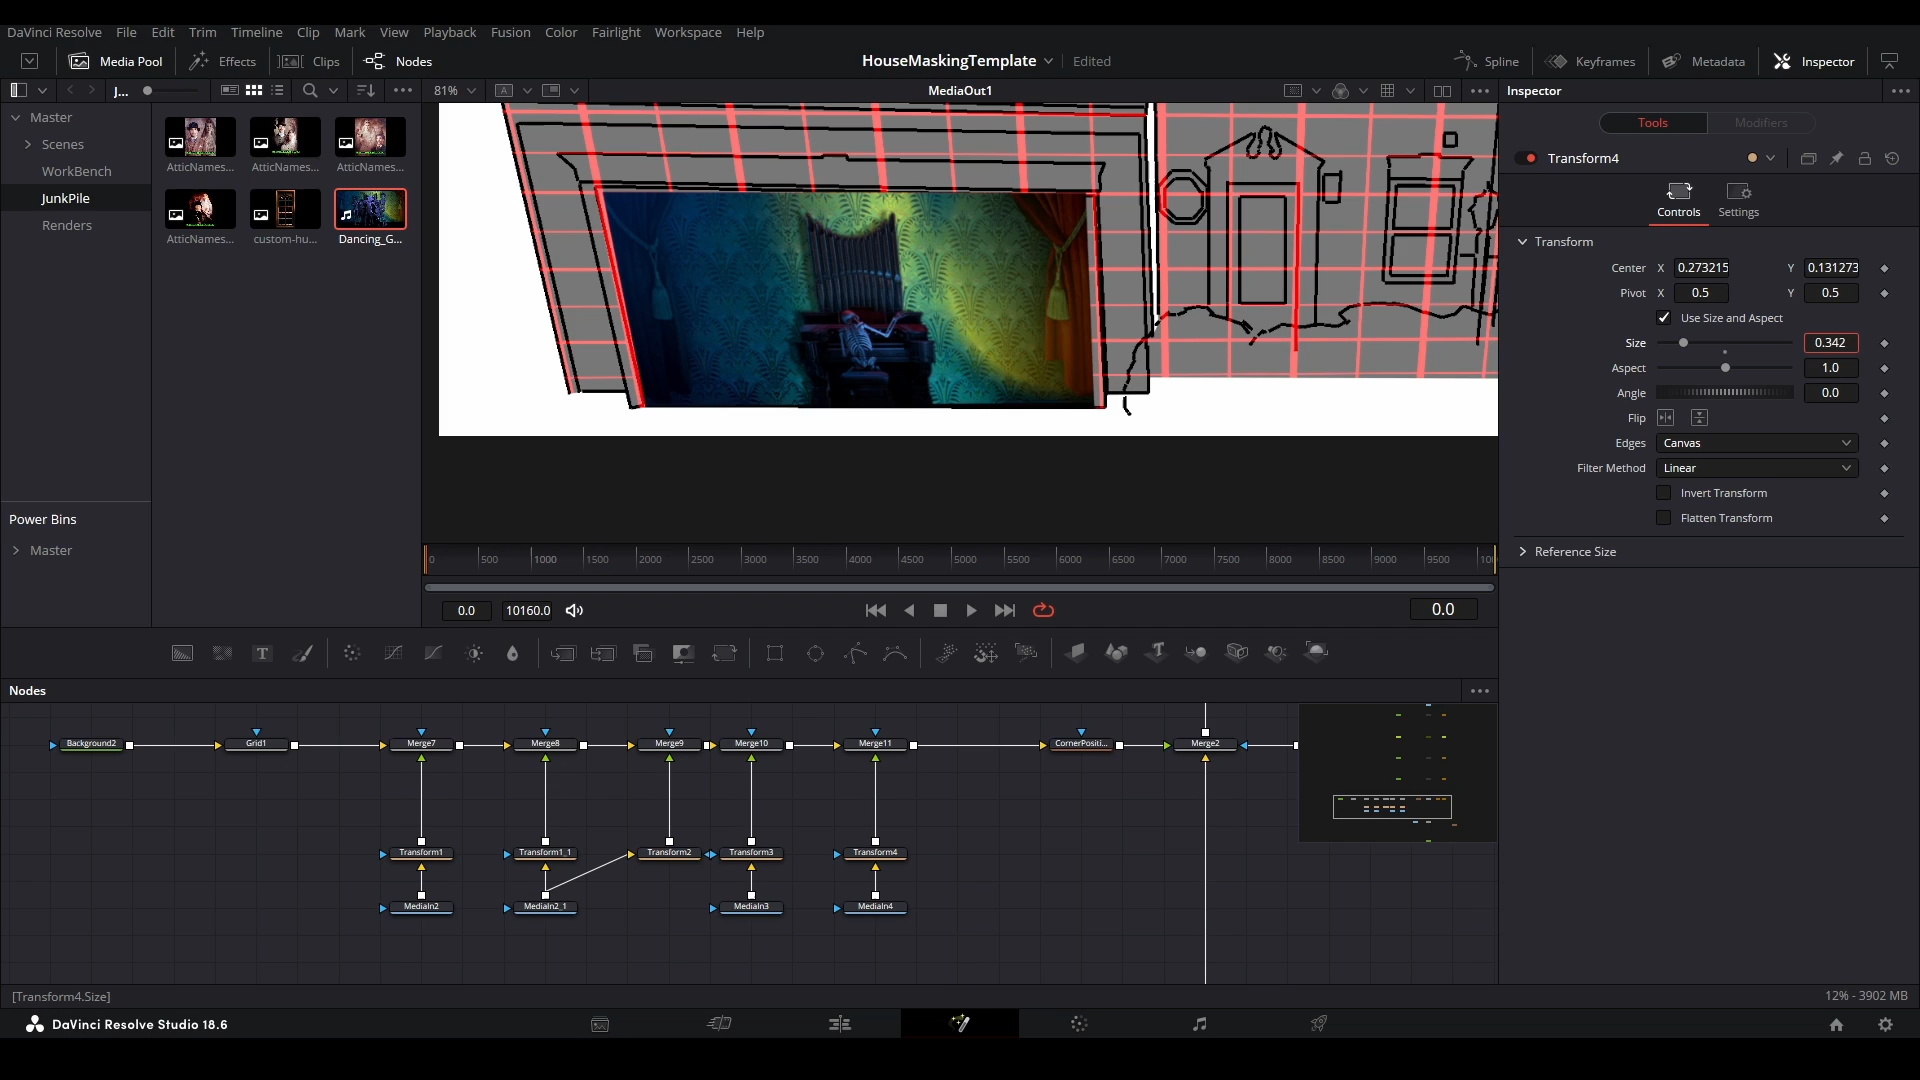 DaVinci Resolve File Edit Trim Timeline Clip Mark View Playback Fusion Color Fairlight Workspace Help
Media Pool Effects Clips Nodes HouseMaskingTemplate Edited Spline Keyframes Metadata Inspector
J... 81% A MediaOut1 Inspector
Master
Scenes
WorkBench
JunkPile
Renders
AtticNames... AtticNames... AtticNames...
AtticNames... custom-hu... Dancing_G...
Power Bins
Master
Tools Modifiers
Transform4
Controls Settings
Transform
Center X 0.273215 Y 0.131273
Pivot X 0.5 Y 0.5
Use Size and Aspect
Size 0.342
Aspect 1.0
Angle 0.0
Flip
Edges Canvas
Filter Method Linear
Invert Transform
Flatten Transform
Reference Size
0 500 1000 1500 2000 2500 3000 3500 4000 4500 5000 5500 6000 6500 7000 7500 8000 8500 9000 9500 10
0.0 10160.0 0.0
T T
Nodes
Background2 Grid1 Merge7 Merge8 Merge9 Merge10 Merge11 CornerPositi... Merge2
Transform1 Transform1_1 Transform2 Transform3 Transform4
MediaIn2 MediaIn2_1 MediaIn3 MediaIn4
[Transform4.Size] 12% - 3902 MB
DaVinci Resolve Studio 18.6